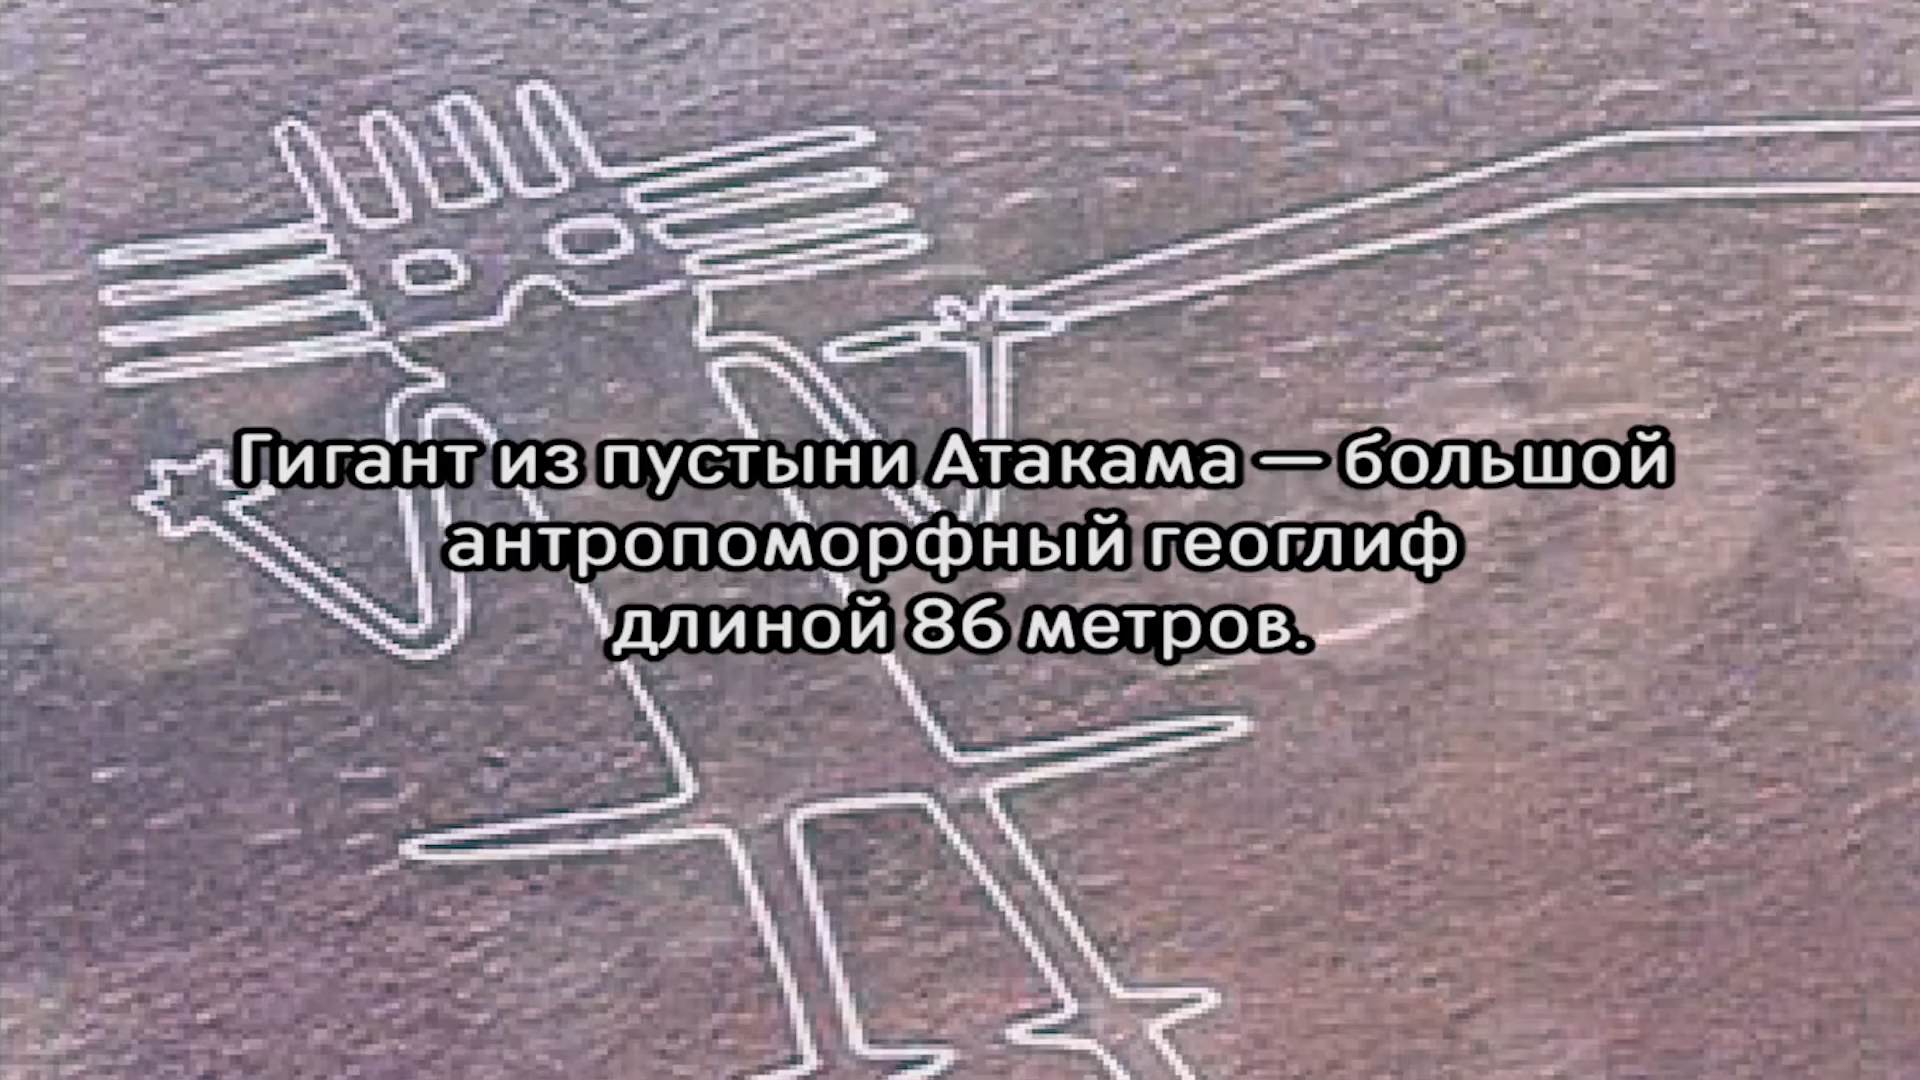 Гигант из пустыни Атакама — большой
антропоморфный геоглиф
длиной 86 метров.